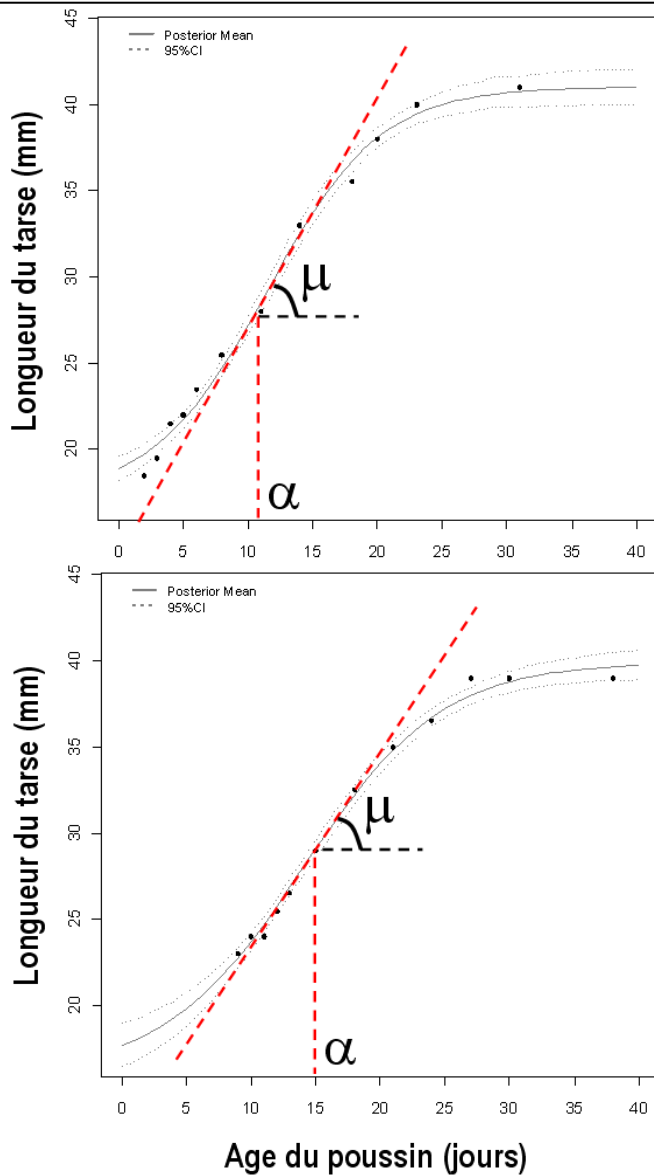 Posterior Mean
95%CI
45
40
35
30
25
20
Longueur du tarse (mm)
μ
α
0 5 10 15 20 25 30 35 40
Posterior Mean
95%CI
45
40
35
30
25
20
Longueur du tarse (mm)
μ
α
0 5 10 15 20 25 30 35 40
Age du poussin (jours)